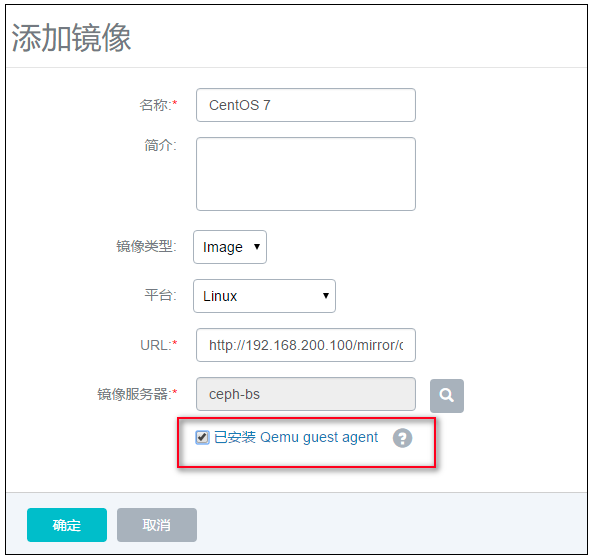 添加镜像
名称:* CentOS 7
简介:
镜像类型: Image
平台: Linux
URL:* http://192.168.200.100/mirror/
镜像服务器:* ceph-bs
已安装 Qemu guest agent ?
确定 取消